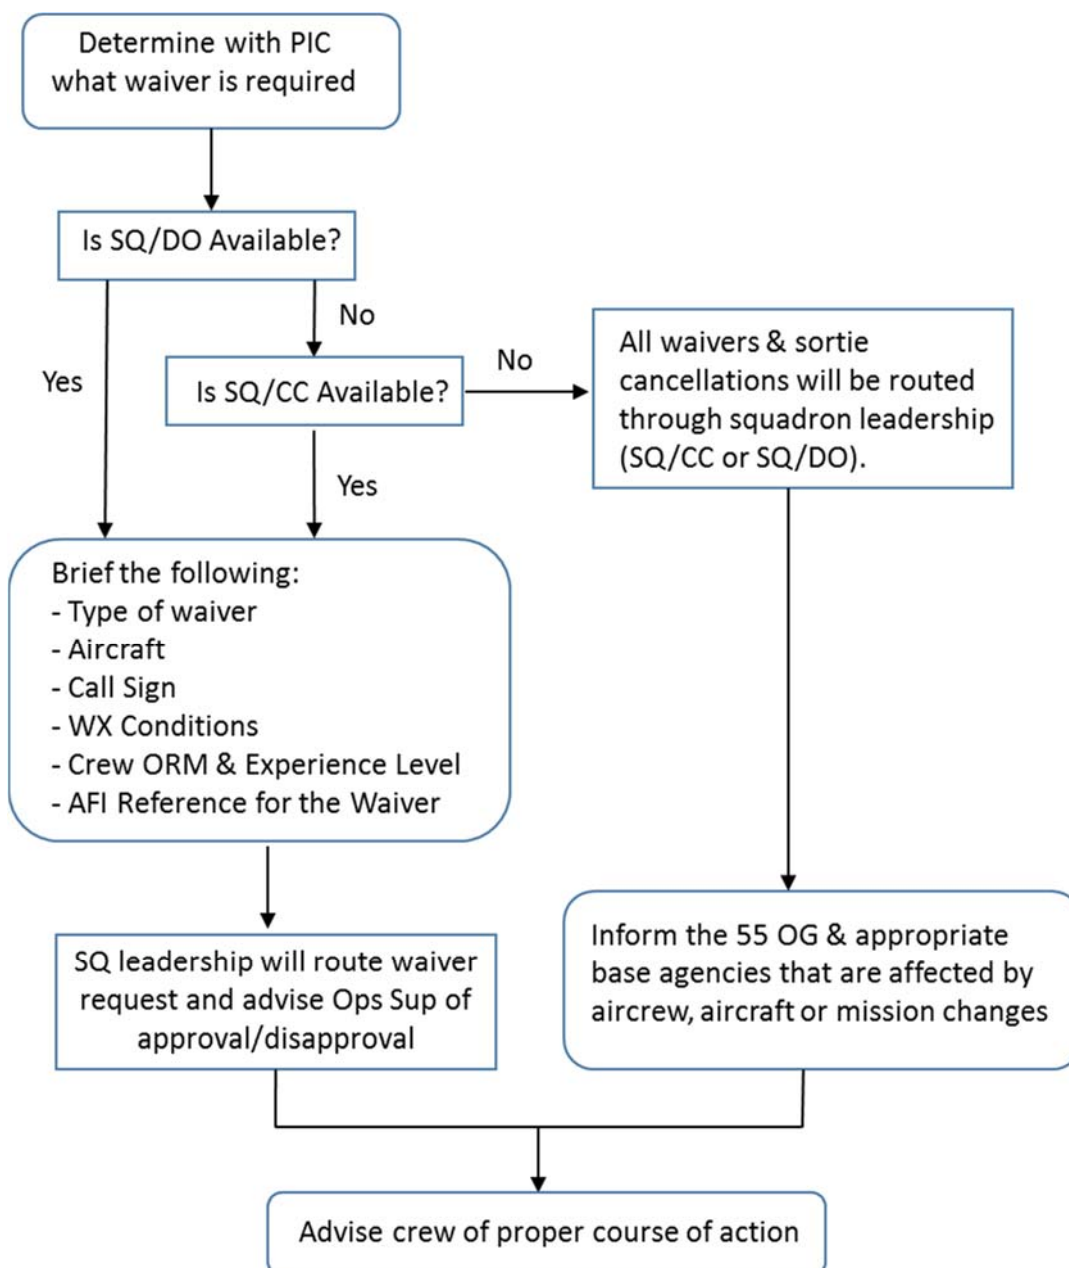 Determine with PIC
what waiver is required
Is SQ/DO Available?
No
Yes
Is SQ/CC Available?
No
Yes
All waivers & sortie
cancellations will be routed
through squadron leadership
(SQ/CC or SQ/DO).
Brief the following:
- Type of waiver
- Aircraft
- Call Sign
- WX Conditions
- Crew ORM & Experience Level
- AFI Reference for the Waiver
SQ leadership will route waiver
request and advise Ops Sup of
approval/disapproval
Inform the 55 OG & appropriate
base agencies that are affected by
aircrew, aircraft or mission changes
Advise crew of proper course of action